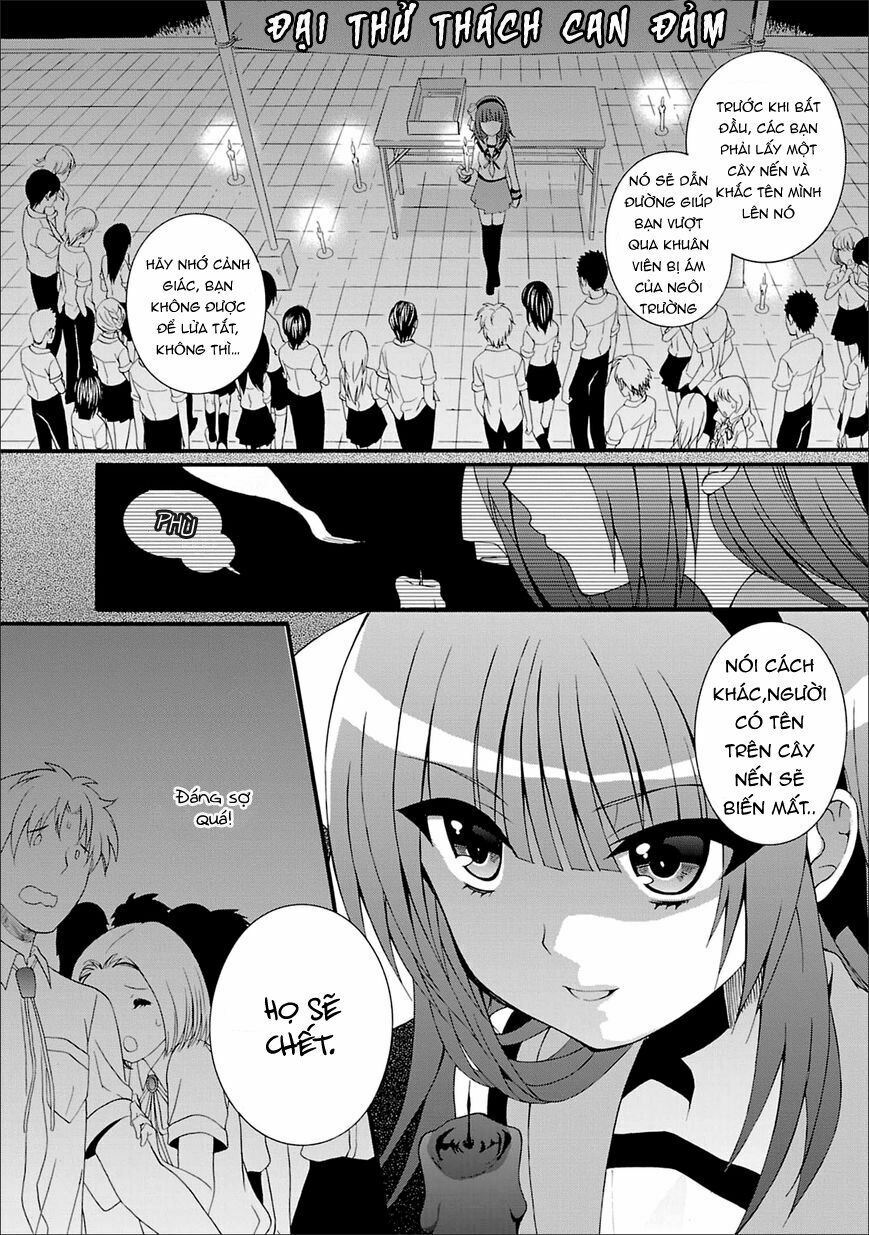 ĐẠI THỬ THÁCH CAN ĐẢM
TRƯỚC KHI BẮT
ĐẦU, CÁC BẠN
PHẢI LẤY MỘT
CÂY NẾN VÀ
KHẮC TÊN MÌNH
LÊN NÓ
NÓ SẼ DẪN
ĐƯỜNG GIÚP
BẠN VƯỢT
QUA KHUÂN
VIÊN BỊ ÁM
CỦA NGÔI
TRƯỜNG
HÃY NHỚ CẢNH
GIÁC, BẠN
KHÔNG ĐƯỢC
ĐỂ LỬA TẮT,
KHÔNG THÌ...
PHÙ
NÓI CÁCH
KHÁC,NGƯỜI
CÓ TÊN
TRÊN CÂY
NẾN SẼ
BIẾN MẤT..
Đáng sợ
quá!
HỌ SẼ
CHẾT.